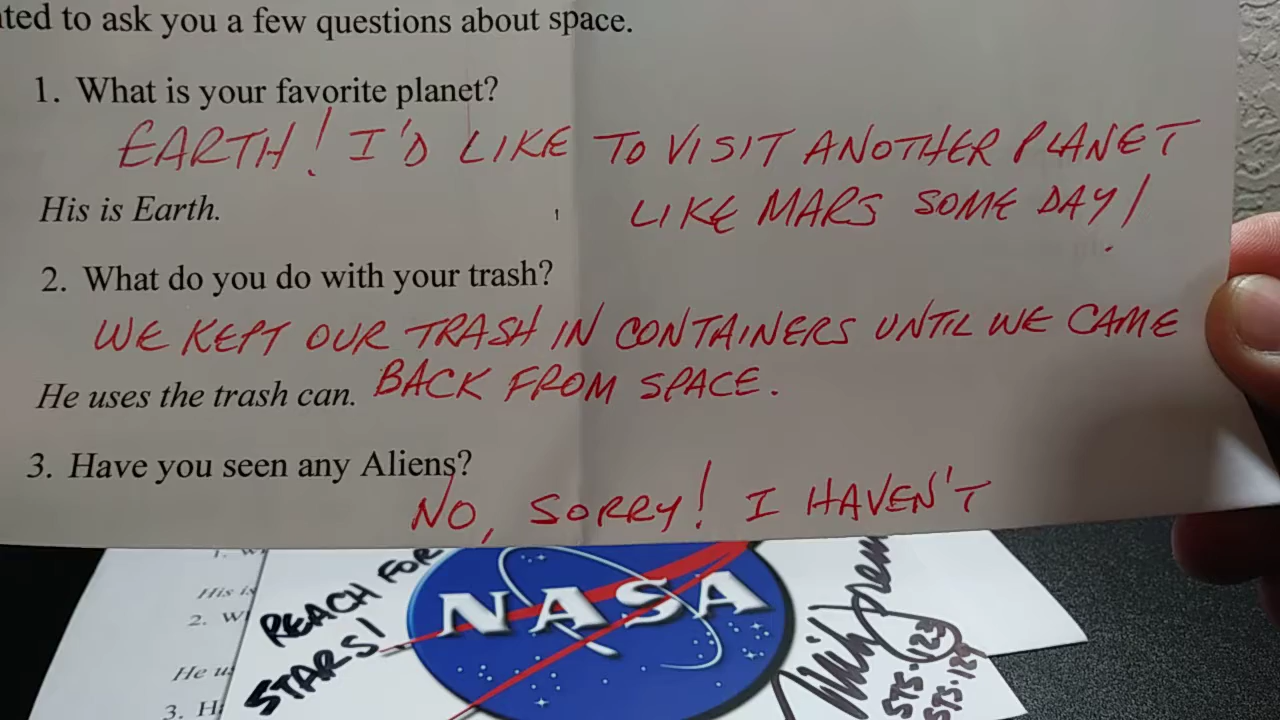 ted to ask you a few questions about space.
1. What is your favorite planet?
EARTH! I'D LIKE TO VISIT ANOTHER PLANET
LIKE MARS SOME DAY!
His is Earth.
2. What do you do with your trash?
WE KEPT OUR TRASH IN CONTAINERS UNTIL WE CAME
BACK FROM SPACE.
He uses the trash can.
3. Have you seen any Aliens?
NO, SORRY! I HAVEN'T
His is
2. W
He u
3. H
REACH FOR
STARS!
NASA
STS-123
STS-12